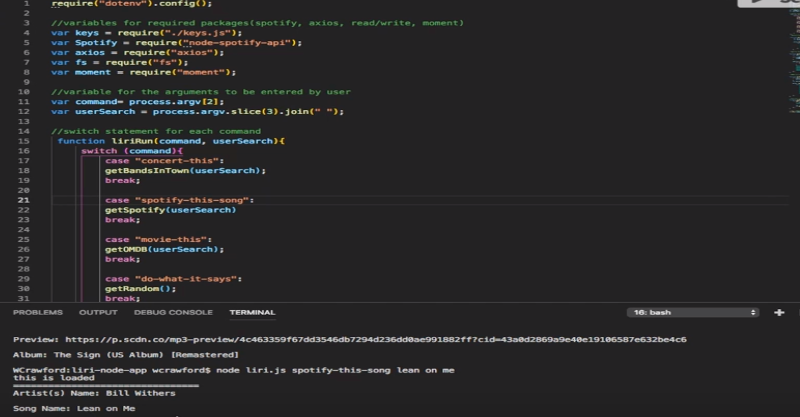 1 require("dotenv").config();
2
3 //variables for required packages(spotify, axios, read/write, moment)
4 var keys = require("./keys.js");
5 var Spotify = require("node-spotify-api");
6 var axios = require("axios");
7 var fs = require("fs");
8 var moment = require("moment");
9
10 //variable for the arguments to be entered by user
11 var command= process.argv[2];
12 var userSearch = process.argv.slice(3).join(" ");
13
14 //switch statement for each command
15 function liriRun(command, userSearch){
16 switch (command){
17 case "concert-this":
18 getBandsInTown(userSearch);
19 break;
20
21 case "spotify-this-song":
22 getSpotify(userSearch)
23 break;
24
25 case "movie-this":
26 getOMDB(userSearch);
27 break;
28
29 case "do-what-it-says":
30 getRandom();
31 break;
PROBLEMS OUTPUT DEBUG CONSOLE TERMINAL 16: bash
Preview: https://p.scdn.co/mp3-preview/4c463359f67dd3546db7294d236dd0ae991882ff?cid=43a0d2869a9e40e19106587e632be4c6
Album: The Sign (US Album) [Remastered]
WCrawford:liri-node-app wcrawford$ node liri.js spotify-this-song lean on me
this is loaded
================================
Artist(s) Name: Bill Withers
Song Name: Lean on Me